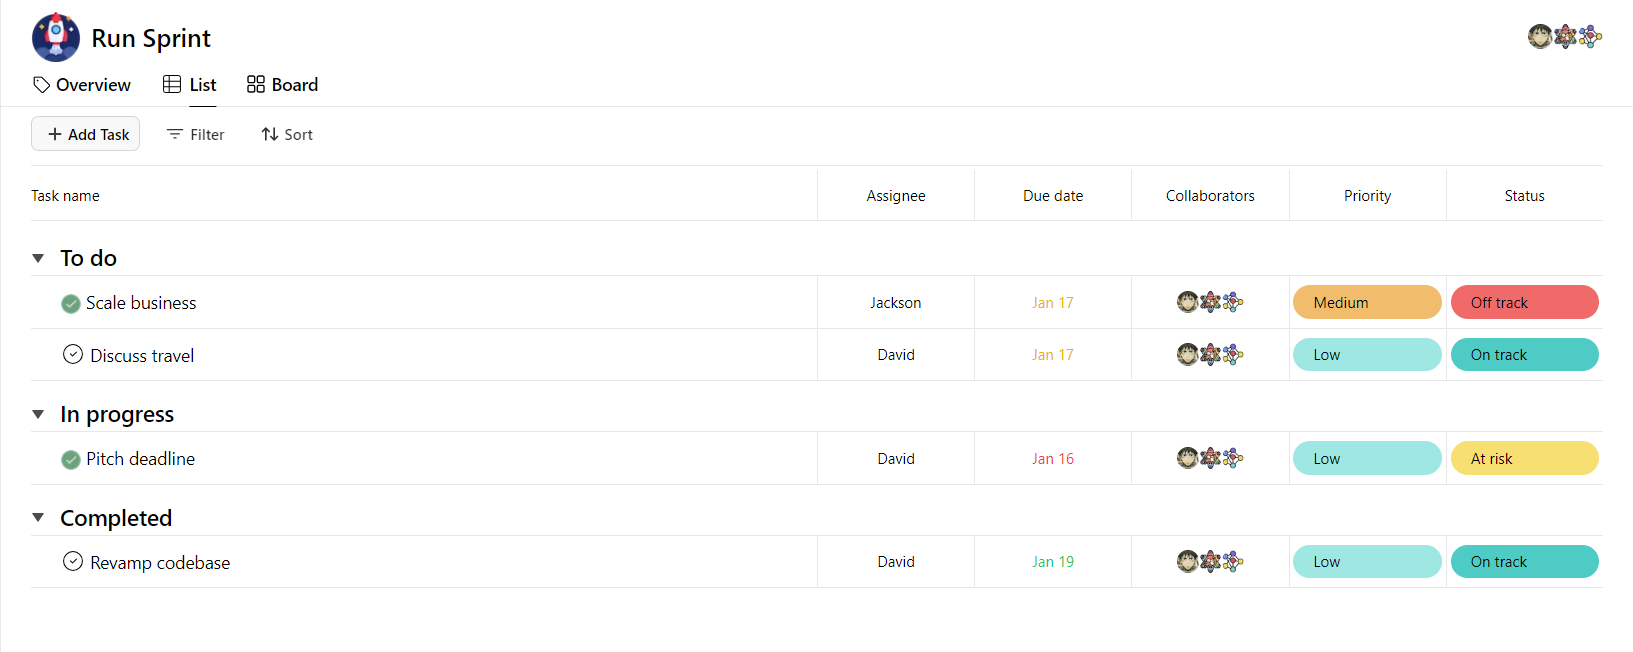 Run Sprint
Overview List Board
+ Add Task Filter Sort
Task name Assignee Due date Collaborators Priority Status
To do
Scale business Jackson Jan 17 Medium Off track
Discuss travel David Jan 17 Low On track
In progress
Pitch deadline David Jan 16 Low At risk
Completed
Revamp codebase David Jan 19 Low On track